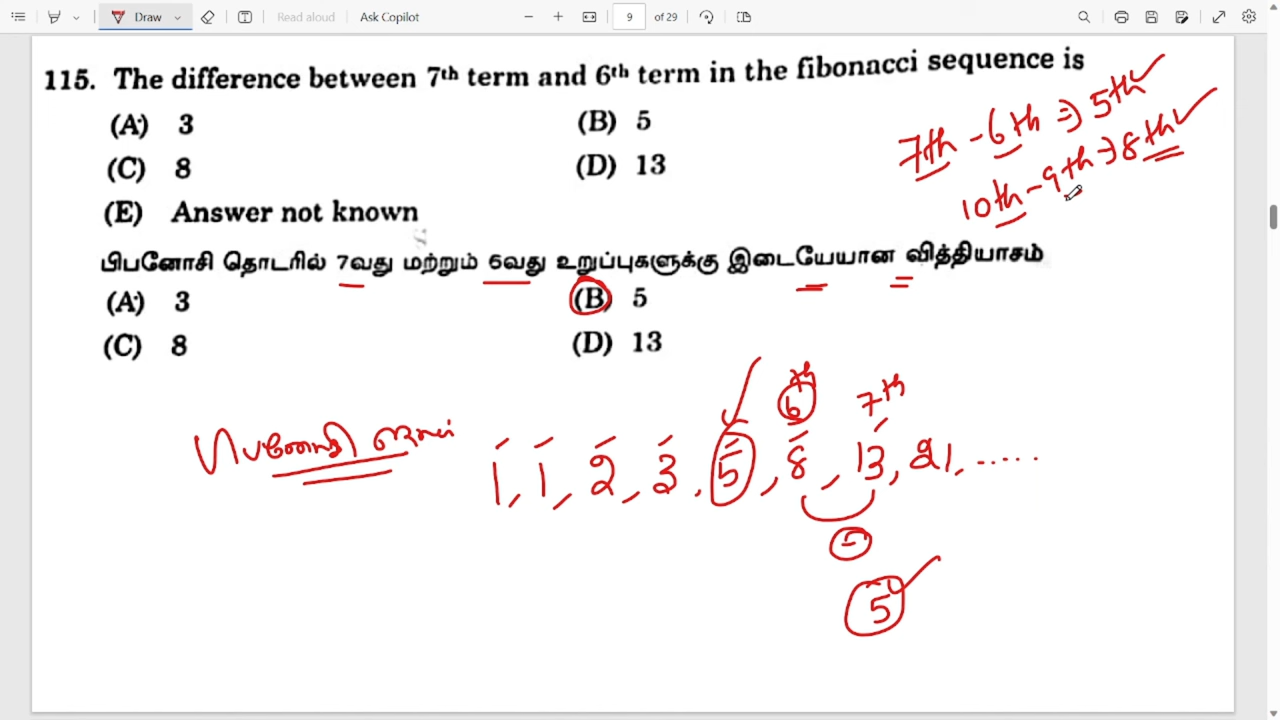 Draw
Read aloud
Ask Copilot
9
of 29
115. The difference between 7th term and 6th term in the fibonacci sequence is
(A) 3
(B) 5
(C) 8
(D) 13
(E) Answer not known
7th - 6th ⇒ 5th
10th - 9th ⇒ 8th
பிபனோசி தொடரில் 7வது மற்றும் 6வது உறுப்புகளுக்கு இடையேயான வித்தியாசம்
(A) 3
(B) 5
(C) 8
(D) 13
6th 7th
1, 1, 2, 3, 5, 8, 13, 21, .....
5